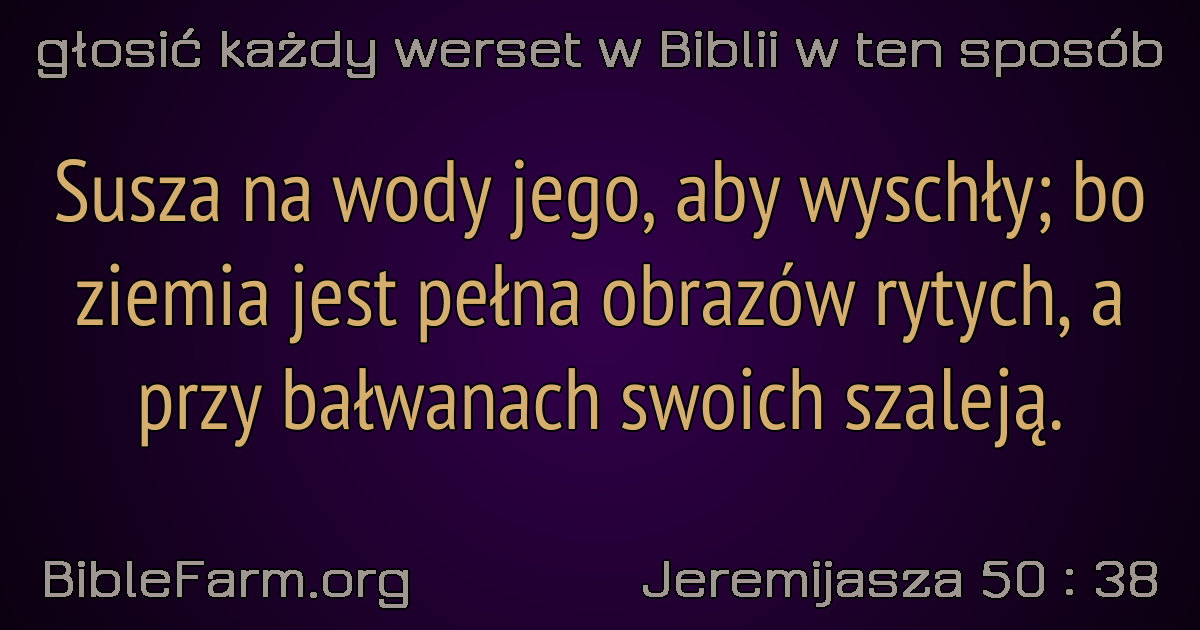 głosić każdy werset w Biblii w ten sposób
Susza na wody jego, aby wyschły; bo
ziemia jest pełna obrazów rytych, a
przy bałwanach swoich szaleją.
BibleFarm.org
Jeremijasza 50 : 38